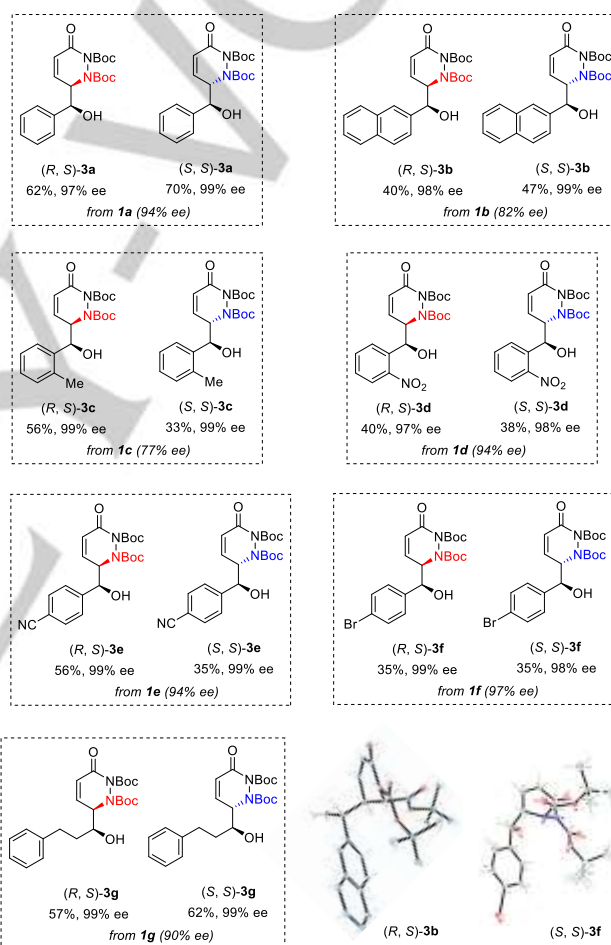 O
NBoc
NBoc
OH
(R, S)-3a
62%, 97% ee
O
NBoc
NBoc
OH
(S, S)-3a
70%, 99% ee
from 1a (94% ee)
O
NBoc
NBoc
OH
(R, S)-3b
40%, 98% ee
O
NBoc
NBoc
OH
(S, S)-3b
47%, 99% ee
from 1b (82% ee)
O
NBoc
NBoc
OH
Me
(R, S)-3c
56%, 99% ee
O
NBoc
NBoc
OH
Me
(S, S)-3c
33%, 99% ee
from 1c (77% ee)
O
NBoc
NBoc
OH
NO2
(R, S)-3d
40%, 97% ee
O
NBoc
NBoc
OH
NO2
(S, S)-3d
38%, 98% ee
from 1d (94% ee)
O
NBoc
NBoc
OH
NC
(R, S)-3e
56%, 99% ee
O
NBoc
NBoc
OH
NC
(S, S)-3e
35%, 99% ee
from 1e (94% ee)
O
NBoc
NBoc
OH
Br
(R, S)-3f
35%, 99% ee
O
NBoc
NBoc
OH
Br
(S, S)-3f
35%, 98% ee
from 1f (97% ee)
O
NBoc
NBoc
OH
(R, S)-3g
57%, 99% ee
O
NBoc
NBoc
OH
(S, S)-3g
62%, 99% ee
from 1g (90% ee)
(R, S)-3b
(S, S)-3f